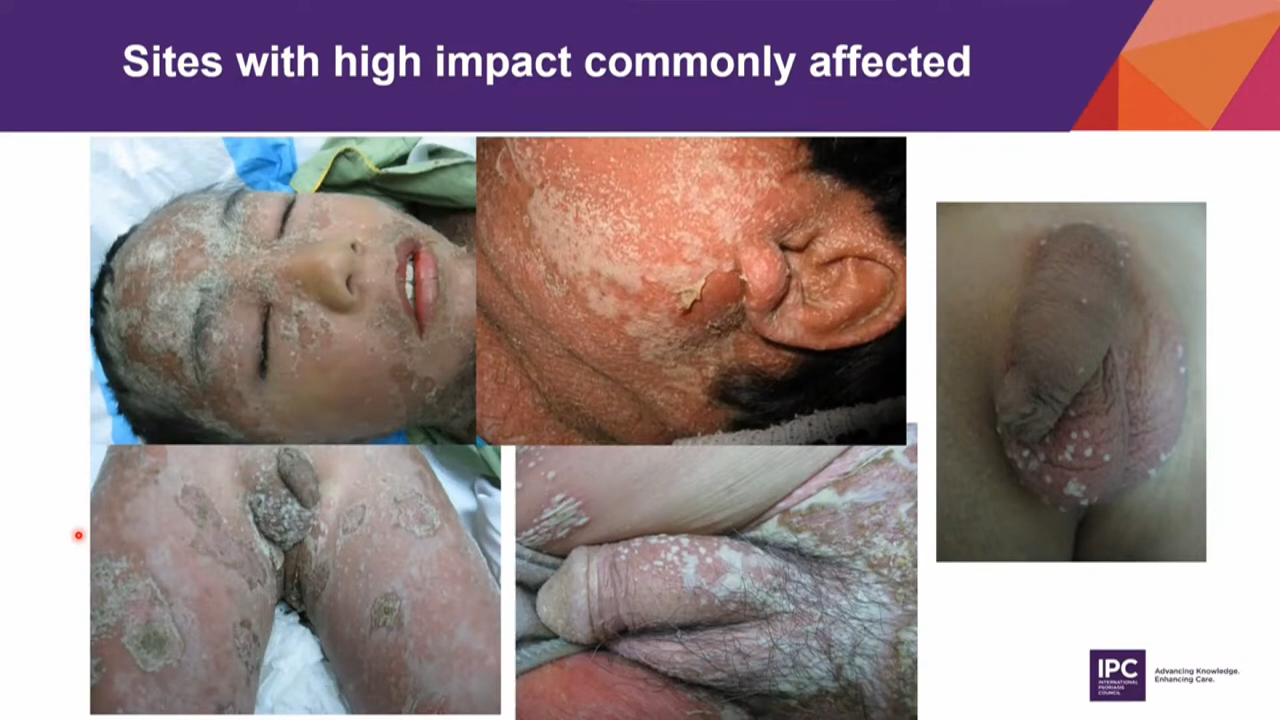 Sites with high impact commonly affected
IPC
INTERNATIONAL
PSORIASIS
COUNCIL
Advancing Knowledge.
Enhancing Care.